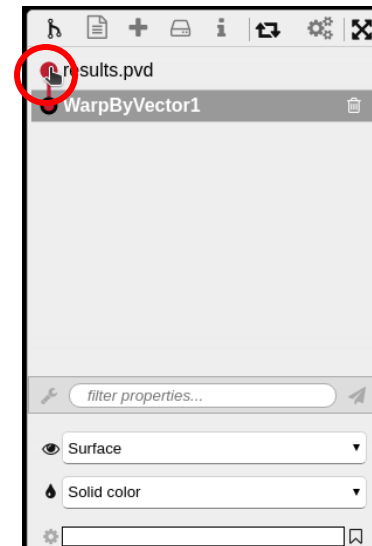 results.pvd
WarpByVector1
filter properties...
Surface
Solid color